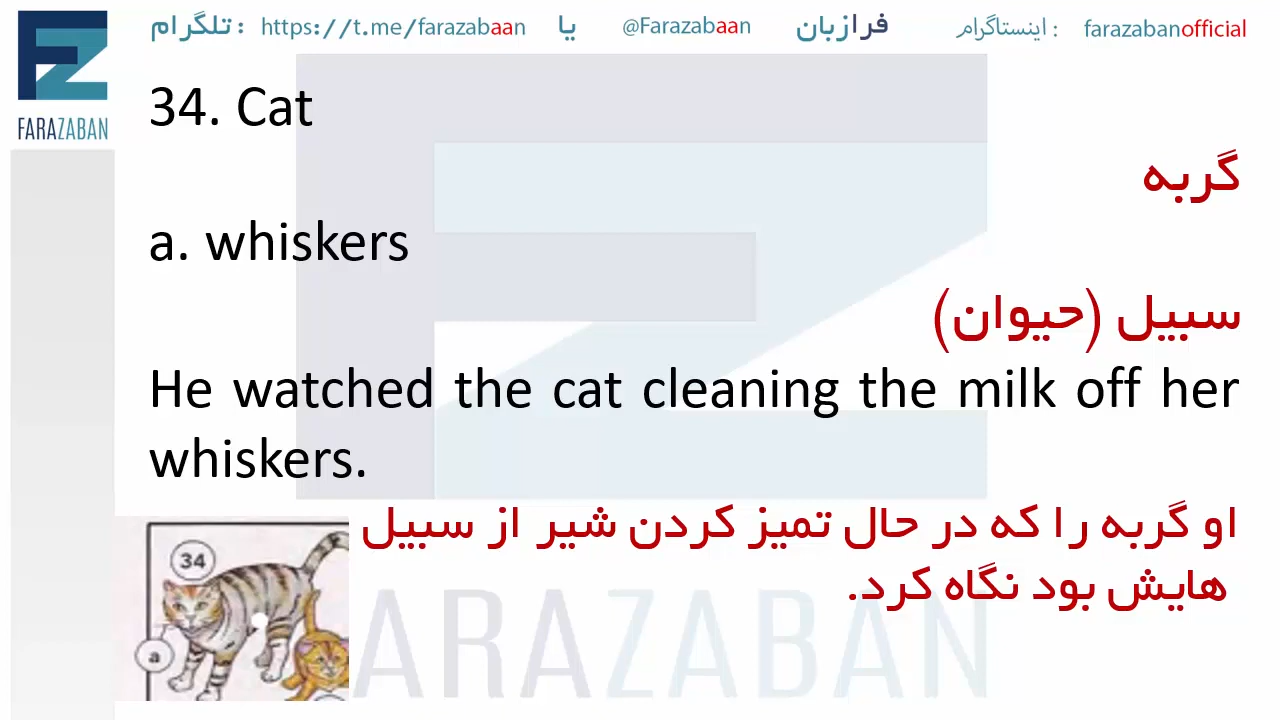 تلگرام : https://t.me/farazabaan یا @Farazabaan فرازبان اینستاگرام : farazabanofficial
FZ
FARAZABAN
34. Cat
گربه
a. whiskers
سبیل (حیوان)
He watched the cat cleaning the milk off her
whiskers.
او گربه را که در حال تمیز کردن شیر از سبیل
هایش بود نگاه کرد.
34
a
FARAZABAN